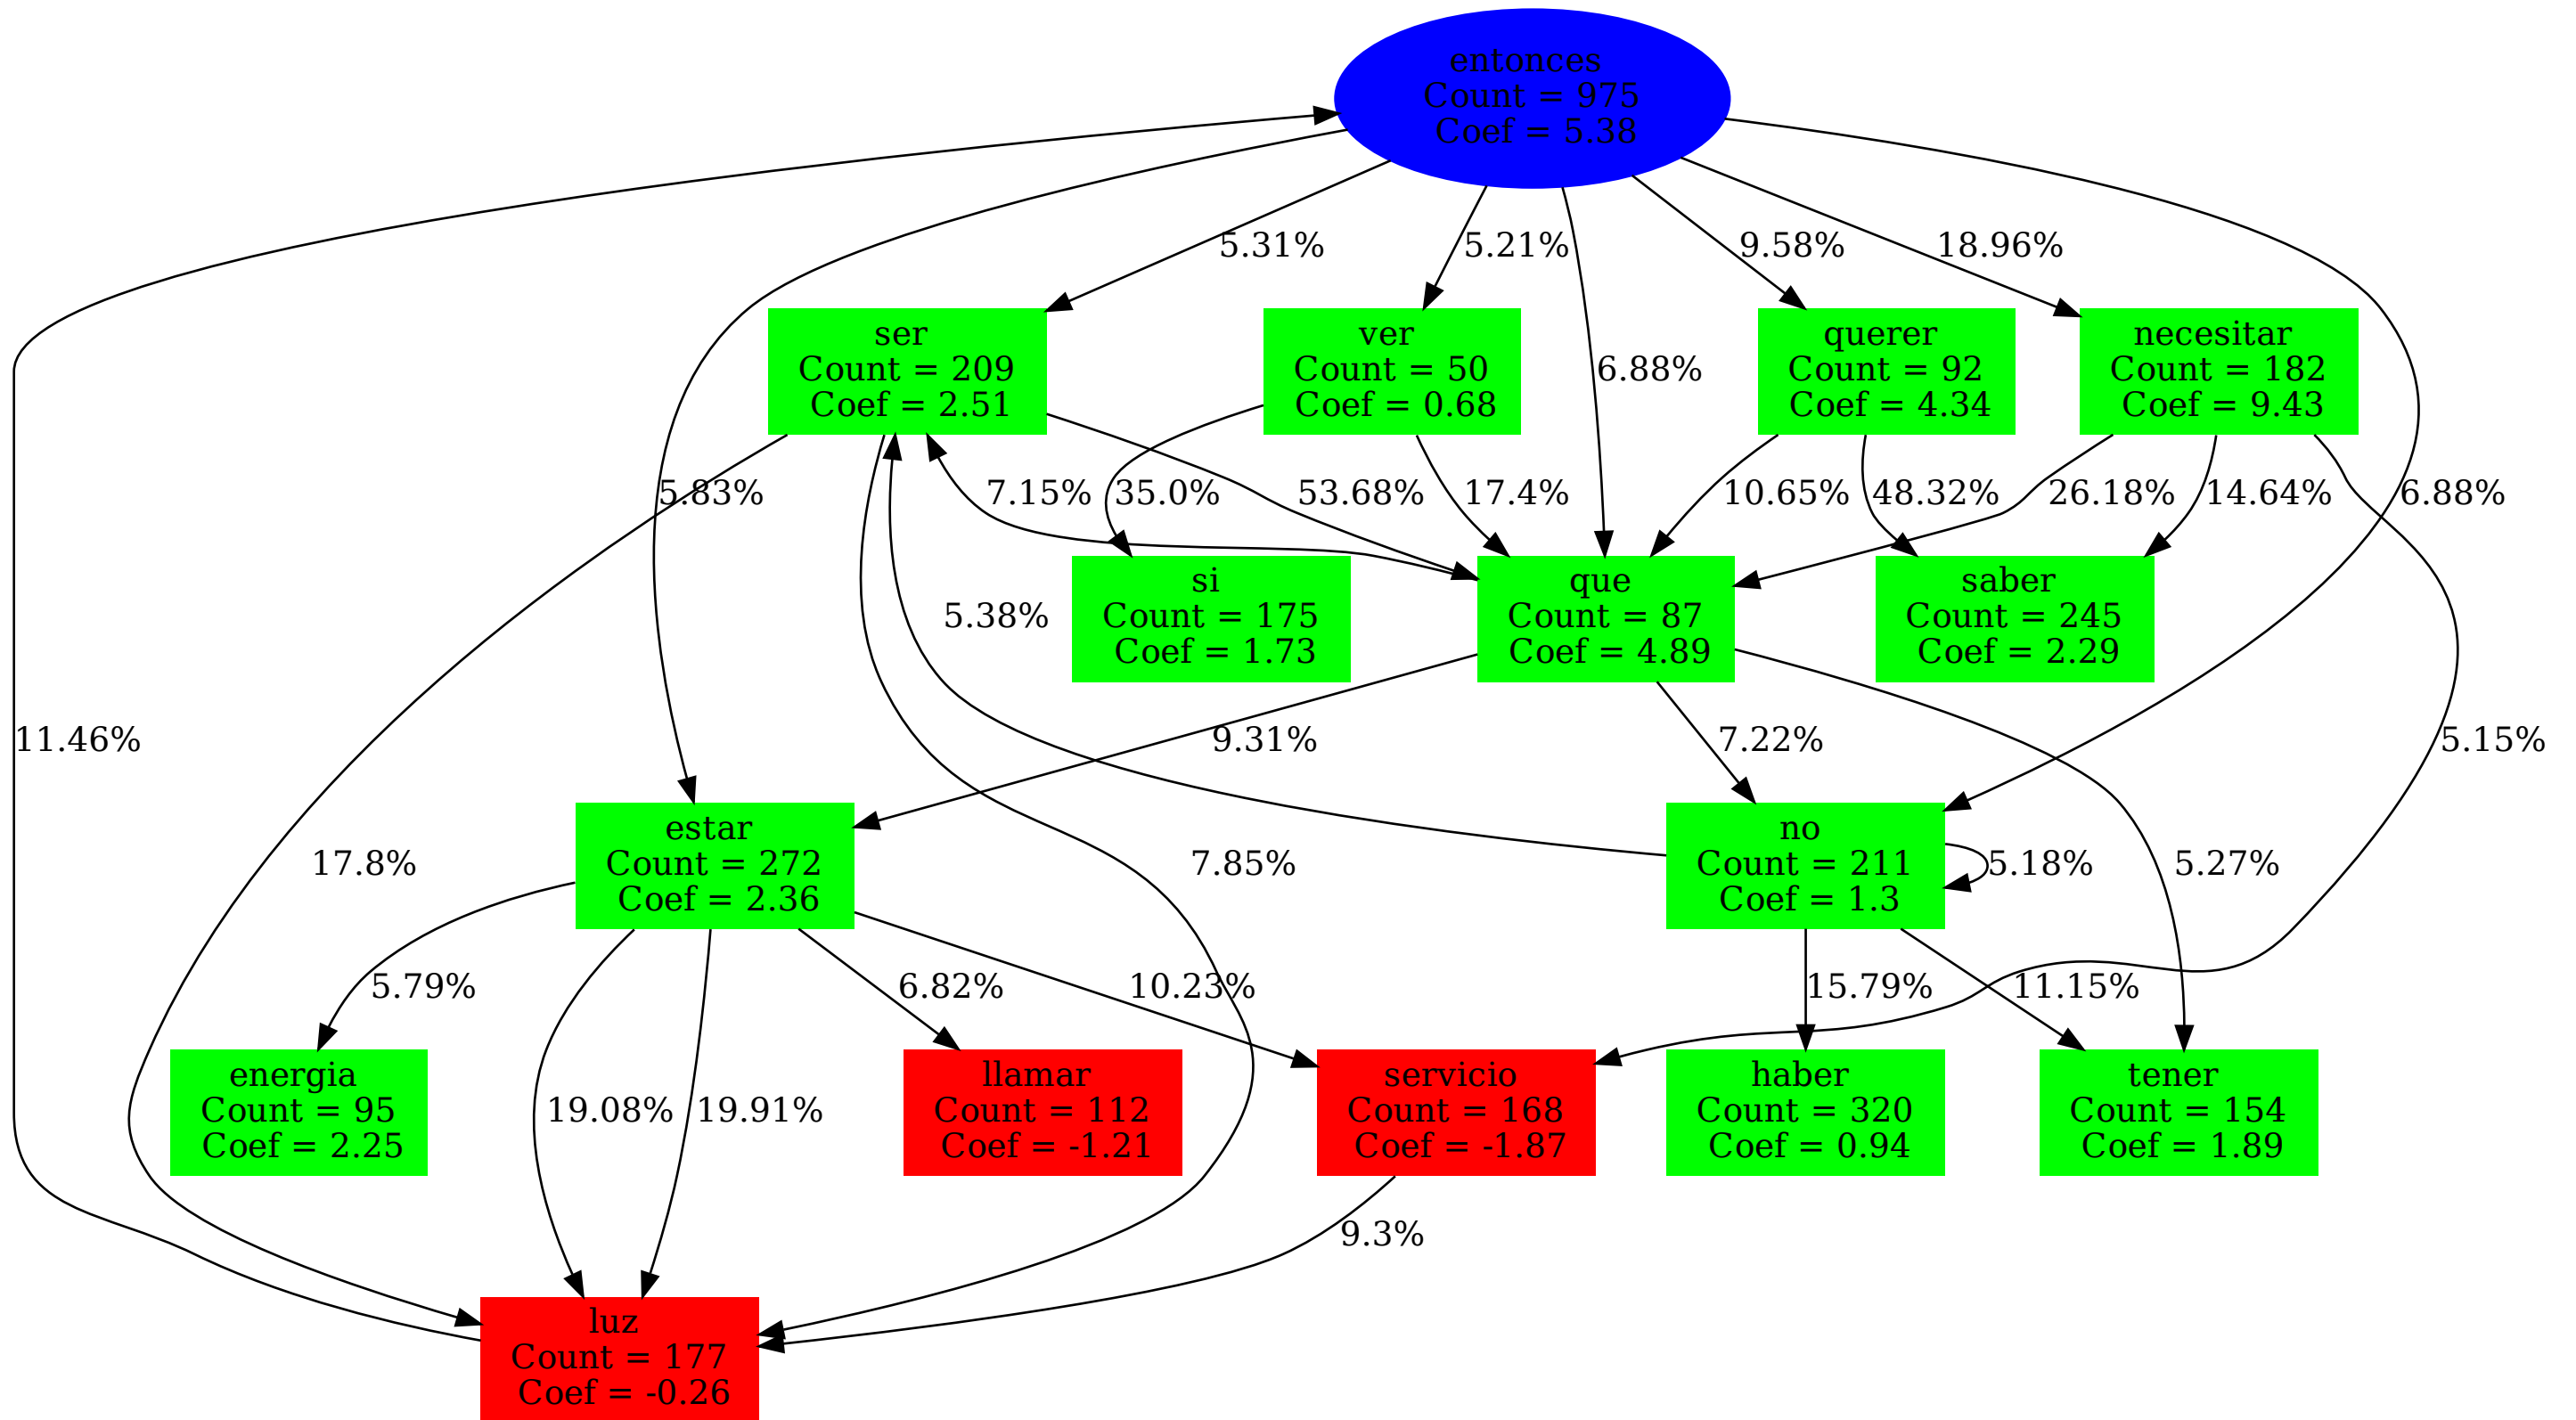 entonces
Count = 975
Coef = 5.38
5.31%
5.21%
9.58%
18.96%
ser
Count = 209
Coef = 2.51
ver
Count = 50
Coef = 0.68
6.88%
querer
Count = 92
Coef = 4.34
necesitar
Count = 182
Coef = 9.43
5.83%
7.15%
35.0%
53.68%
17.4%
10.65%
48.32%
26.18%
14.64%
6.88%
5.38%
si
Count = 175
Coef = 1.73
que
Count = 87
Coef = 4.89
saber
Count = 245
Coef = 2.29
11.46%
9.31%
7.22%
5.15%
17.8%
estar
Count = 272
Coef = 2.36
7.85%
no
Count = 211
Coef = 1.3
5.18%
5.27%
5.79%
6.82%
10.23%
15.79%
11.15%
energia
Count = 95
Coef = 2.25
19.08%
19.91%
llamar
Count = 112
Coef = -1.21
servicio
Count = 168
Coef = -1.87
haber
Count = 320
Coef = 0.94
tener
Count = 154
Coef = 1.89
9.3%
luz
Count = 177
Coef = -0.26